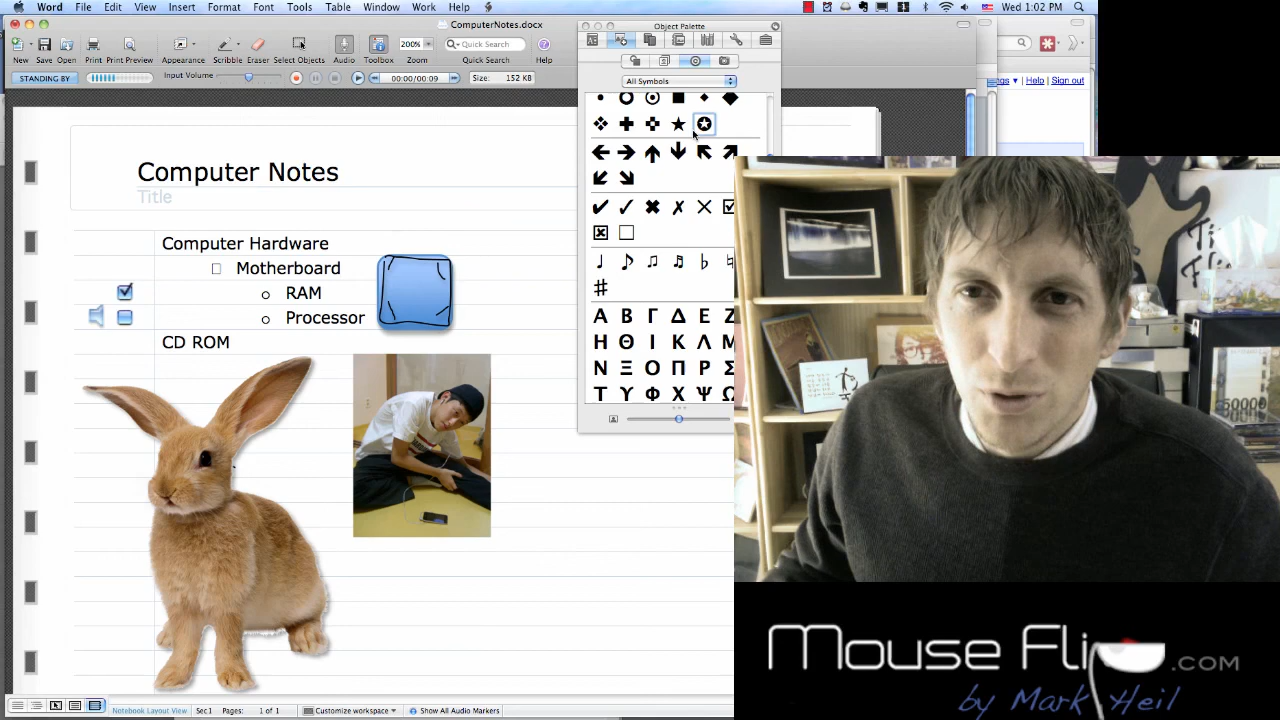 Word File Edit View Insert Format Font Tools Table Window Work Help Wed 1:02 PM
ComputerNotes.docx
Object Palette
New Save Open Print Print Preview Appearance Scribble Eraser Select Objects Audio Toolbox
200%
Quick Search
Quick Search
Help
STANDING BY
Input Volume
00:00/00:09
Size: 152 KB
Help | Sign out
All Symbols
Computer Notes
Title
Computer Hardware
Motherboard
RAM
Processor
CD ROM
♩ ♪ ♫ ♬ ♭ ♮
♯
Α Β Γ Δ Ε Ζ
Η Θ Ι Κ Λ Μ
Ν Ξ Ο Π Ρ Σ
Τ Υ Φ Χ Ψ Ω
50000
Notebook Layout View Sec 1 Pages: 1 of 1 Customize workspace Show All Audio Markers
Mouse Flip.com
by Mark Heil